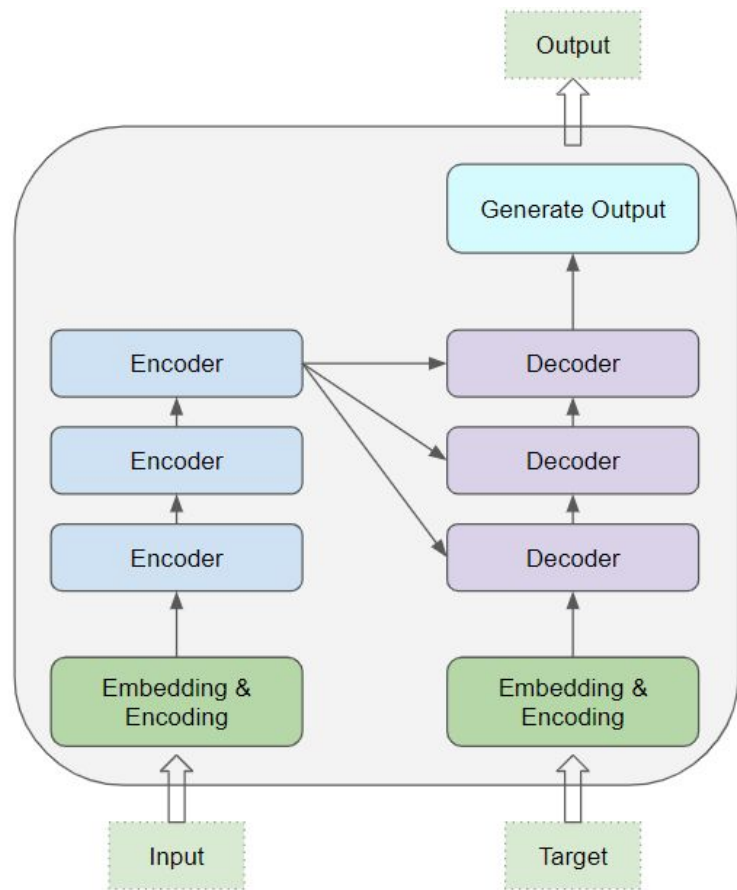 Output
Generate Output
Encoder
Decoder
Encoder
Decoder
Encoder
Decoder
Embedding &
Encoding
Embedding &
Encoding
Input
Target